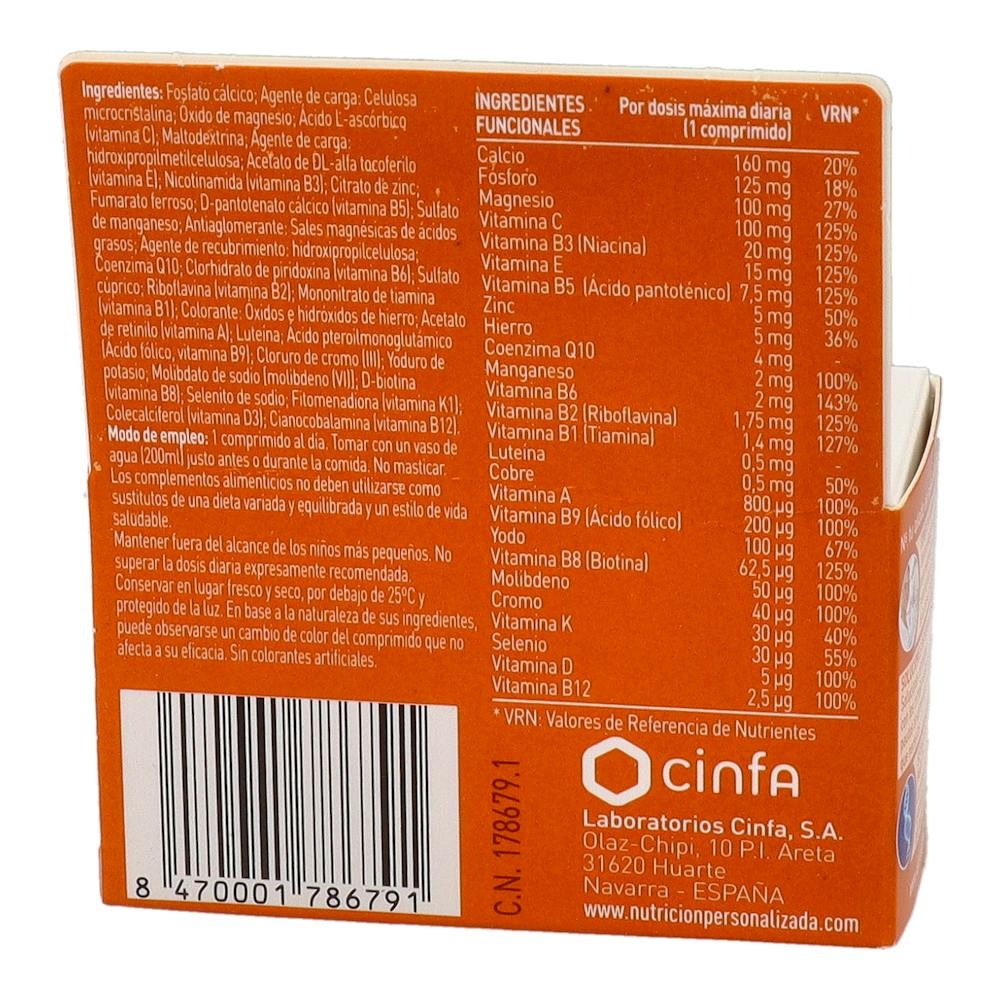 Ingredientes: Fosfato cálcico; Agente de carga: Celulosa
microcristalina; Óxido de magnesio; Ácido L-ascórbico
(vitamina C); Maltodextrina; Agente de carga:
hidroxipropilmetilcelulosa; Acetato de DL-alfa tocoferilo
(vitamina E); Nicotinamida (vitamina B3); Citrato de zinc;
Fumarato ferroso; D-pantotenato cálcico (vitamina B5); Sulfato
de manganeso; Antiaglomerante: Sales magnésicas de ácidos
grasos; Agente de recubrimiento: hidroxipropilcelulosa;
Coenzima Q10; Clorhidrato de piridoxina (vitamina B6); Sulfato
cúprico; Riboflavina (vitamina B2); Mononitrato de tiamina
(vitamina B1); Colorante: Óxidos e hidróxidos de hierro; Acetato
de retinilo (vitamina A); Luteína; Ácido pteroilmonoglutámico
(Ácido fólico, vitamina B9); Cloruro de cromo (III); Yoduro de
potasio; Molibdato de sodio (molibdeno (VI)); D-biotina
(vitamina B8); Selenito de sodio; Fitomenadiona (vitamina K1);
Colecalciferol (vitamina D3); Cianocobalamina (vitamina B12).
Modo de empleo: 1 comprimido al día. Tomar con un vaso de
agua (200ml) justo antes o durante la comida. No masticar.
Los complementos alimenticios no deben utilizarse como
sustitutos de una dieta variada y equilibrada y un estilo de vida
saludable.
Mantener fuera del alcance de los niños más pequeños. No
superar la dosis diaria expresamente recomendada.
Conservar en lugar fresco y seco, por debajo de 25ºC y
protegido de la luz. En base a la naturaleza de sus ingredientes,
puede observarse un cambio de color del comprimido que no
afecta a su eficacia. Sin colorantes artificiales.
8 470001 786791
C.N. 178679.1
INGREDIENTES FUNCIONALES Por dosis máxima diaria (1 comprimido) VRN*
Calcio 160 mg 20%
Fósforo 125 mg 18%
Magnesio 100 mg 27%
Vitamina C 100 mg 125%
Vitamina B3 (Niacina) 20 mg 125%
Vitamina E 15 mg 125%
Vitamina B5 (Ácido pantoténico) 7,5 mg 125%
Zinc 5 mg 50%
Hierro 5 mg 36%
Coenzima Q10 4 mg -
Manganeso 2 mg 100%
Vitamina B6 2 mg 143%
Vitamina B2 (Riboflavina) 1,75 mg 125%
Vitamina B1 (Tiamina) 1,4 mg 127%
Luteína 0,5 mg -
Cobre 0,5 mg 50%
Vitamina A 800 µg 100%
Vitamina B9 (Ácido fólico) 200 µg 100%
Yodo 100 µg 67%
Vitamina B8 (Biotina) 62,5 µg 125%
Molibdeno 50 µg 100%
Cromo 40 µg 100%
Vitamina K 30 µg 40%
Selenio 30 µg 55%
Vitamina D 5 µg 100%
Vitamina B12 2,5 µg 100%
* VRN: Valores de Referencia de Nutrientes
cinfa
Laboratorios Cinfa, S.A.
Olaz-Chipi, 10 P.I. Areta
31620 Huarte
Navarra - ESPAÑA
www.nutricionpersonalizada.com